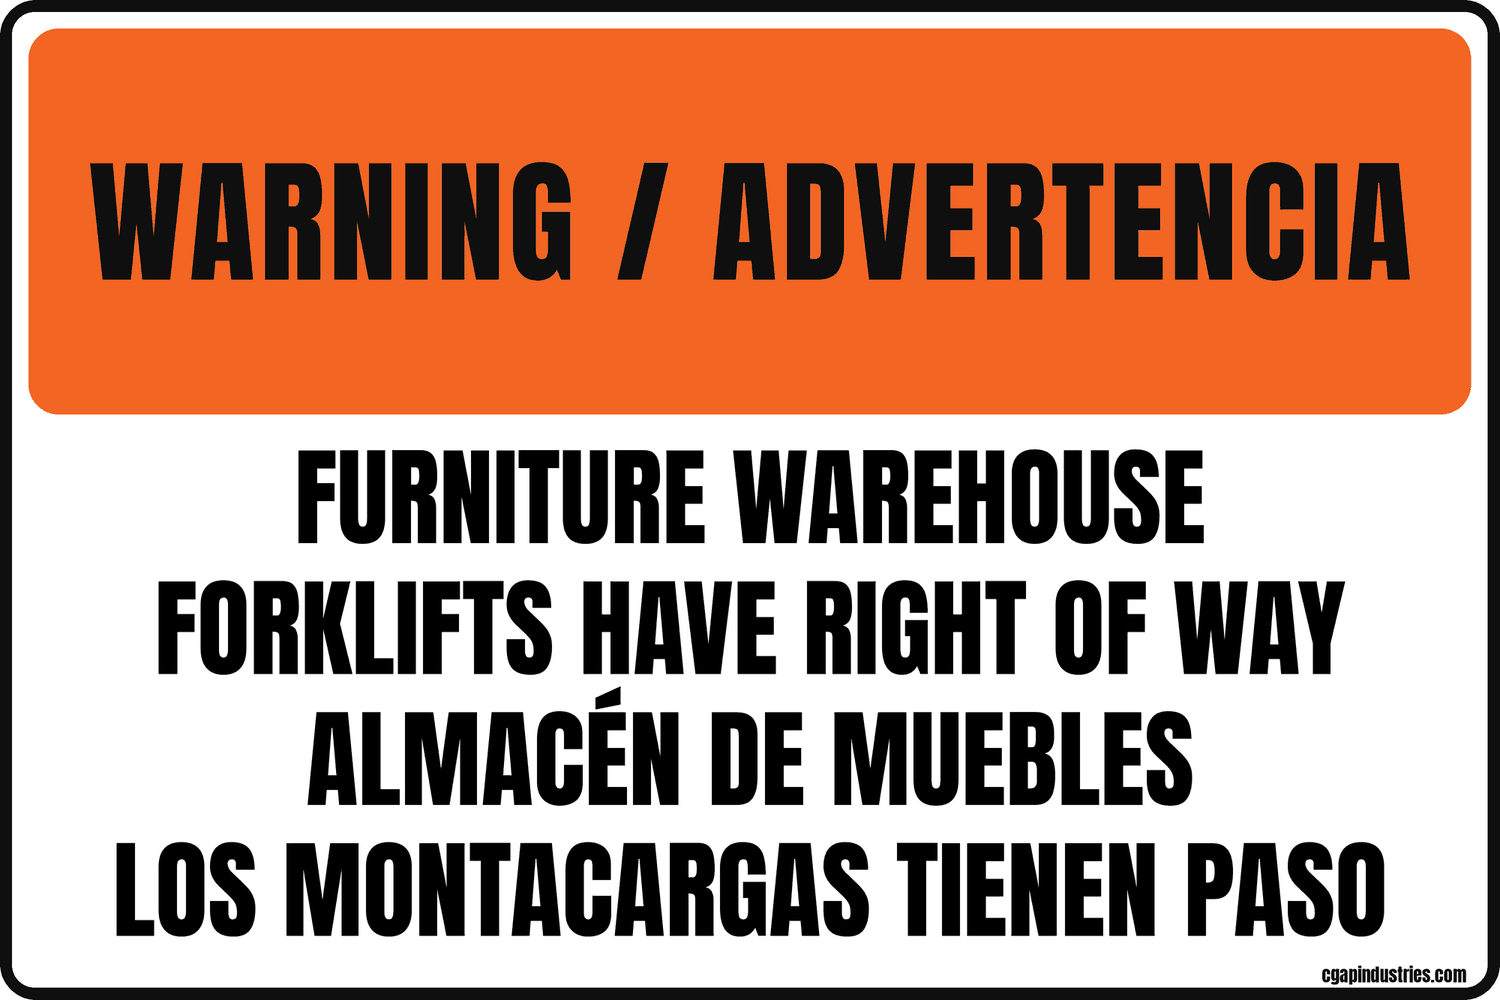 WARNING / ADVERTENCIA
FURNITURE WAREHOUSE
FORKLIFTS HAVE RIGHT OF WAY
ALMACÉN DE MUEBLES
LOS MONTACARGAS TIENEN PASO
cgapindustries.com